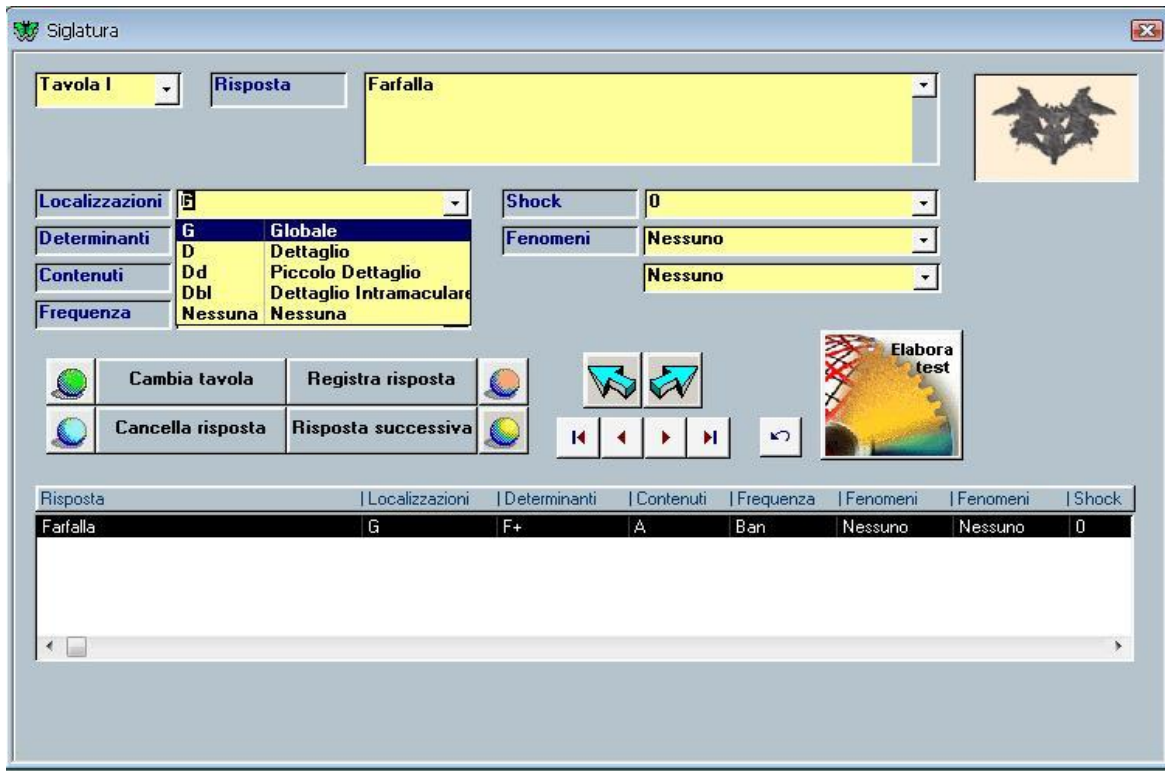 Siglatura
Tavola I
Risposta
Farfalla
Localizzazioni
G
Shock
0
G Globale
D Dettaglio
Dd Piccolo Dettaglio
Dbl Dettaglio Intramaculare
Nessuna Nessuna
Determinanti
Fenomeni
Nessuno
Contenuti
Nessuno
Frequenza
Cambia tavola
Registra risposta
Cancella risposta
Risposta successiva
Elabora
test
Risposta Localizzazioni Determinanti Contenuti Frequenza Fenomeni Fenomeni Shock
Farfalla G F+ A Ban Nessuno Nessuno 0